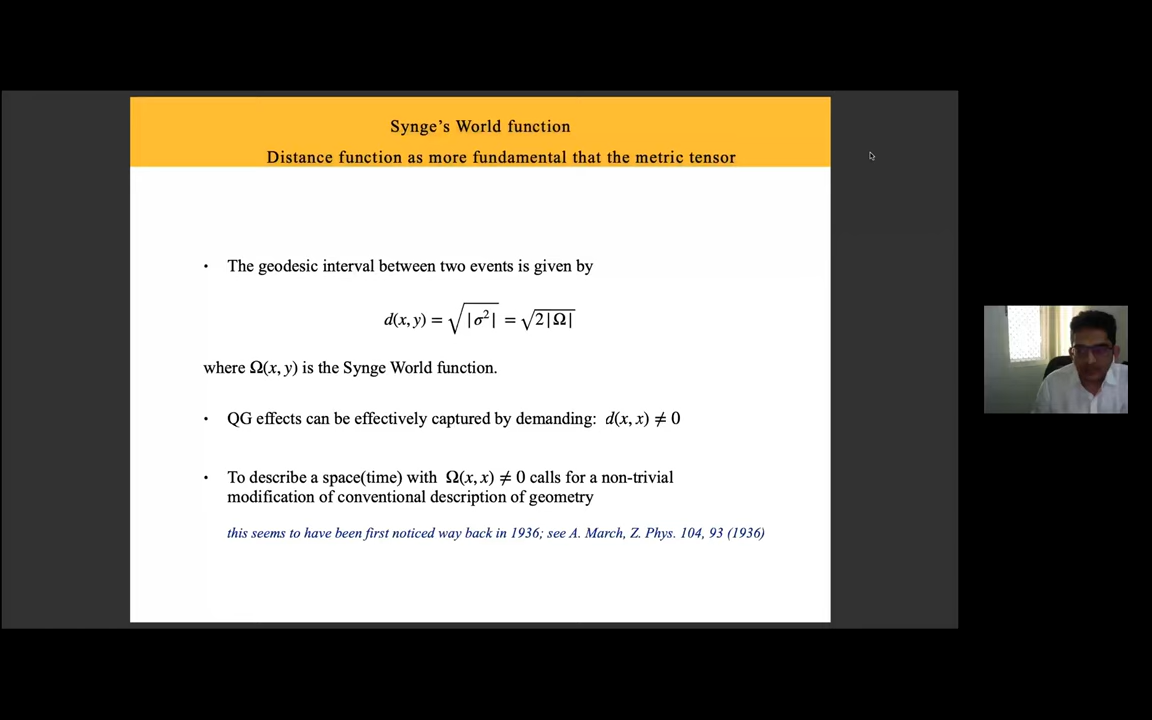 Synge's World function
Distance function as more fundamental that the metric tensor
• The geodesic interval between two events is given by
d(x, y) = √|σ²| = √2|Ω|
where Ω(x, y) is the Synge World function.
• QG effects can be effectively captured by demanding: d(x, x) ≠ 0
• To describe a space(time) with Ω(x, x) ≠ 0 calls for a non-trivial
modification of conventional description of geometry
this seems to have been first noticed way back in 1936; see A. March, Z. Phys. 104, 93 (1936)